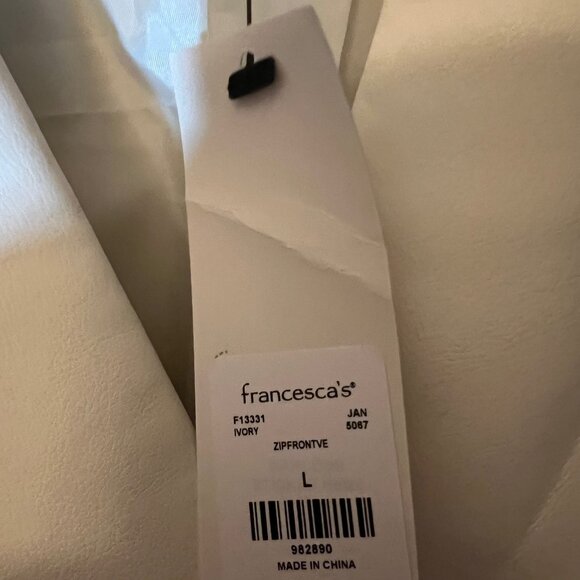 francesca's®
F13331 JAN
IVORY 5067
ZIPFRONTVE
L
982890
MADE IN CHINA